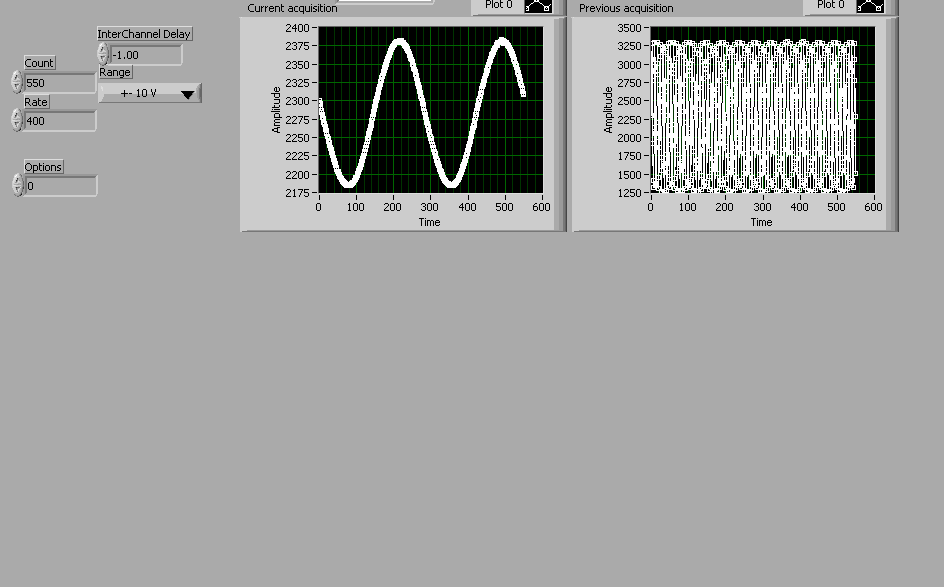 Current acquisition
Plot 0
Previous acquisition
Plot 0
InterChannel Delay
-1.00
Count
550
Range
+- 10 V
Rate
400
Options
0
Amplitude
2400
2375
2350
2325
2300
2275
2250
2225
2200
2175
0 100 200 300 400 500 600
Time
Amplitude
3500
3250
3000
2750
2500
2250
2000
1750
1500
1250
0 100 200 300 400 500 600
Time